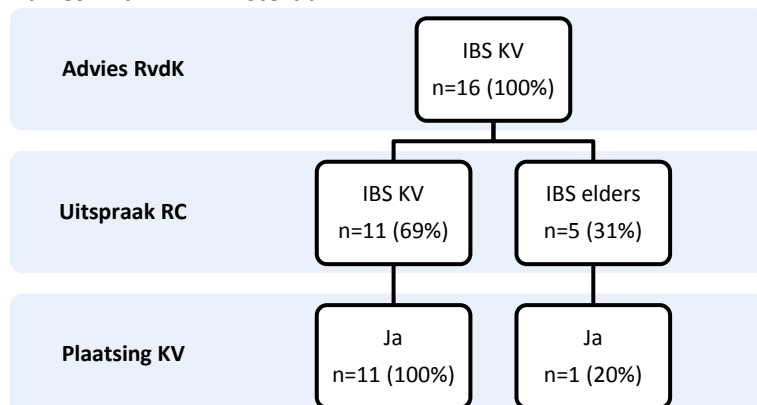 IBS KV
Advies RvdK
n=16 (100%)
IBS KV
IBS elders
Uitspraak RC
n=11 (69%)
n=5 (31%)
Ja
Ja
Plaatsing KV
n=11 (100%)
n=1 (20%)